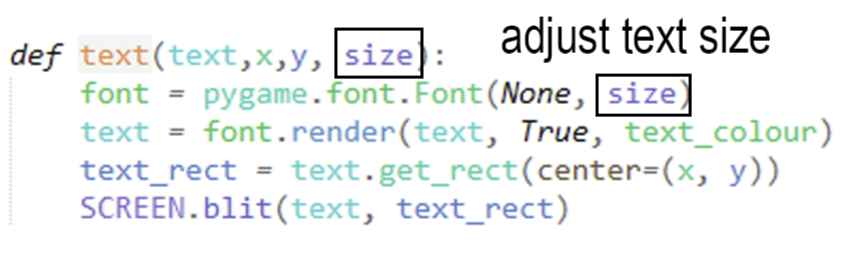 adjust text size
def text(text,x,y, size):
    font = pygame.font.Font(None, size)
    text = font.render(text, True, text_colour)
    text_rect = text.get_rect(center=(x, y))
    SCREEN.blit(text, text_rect)